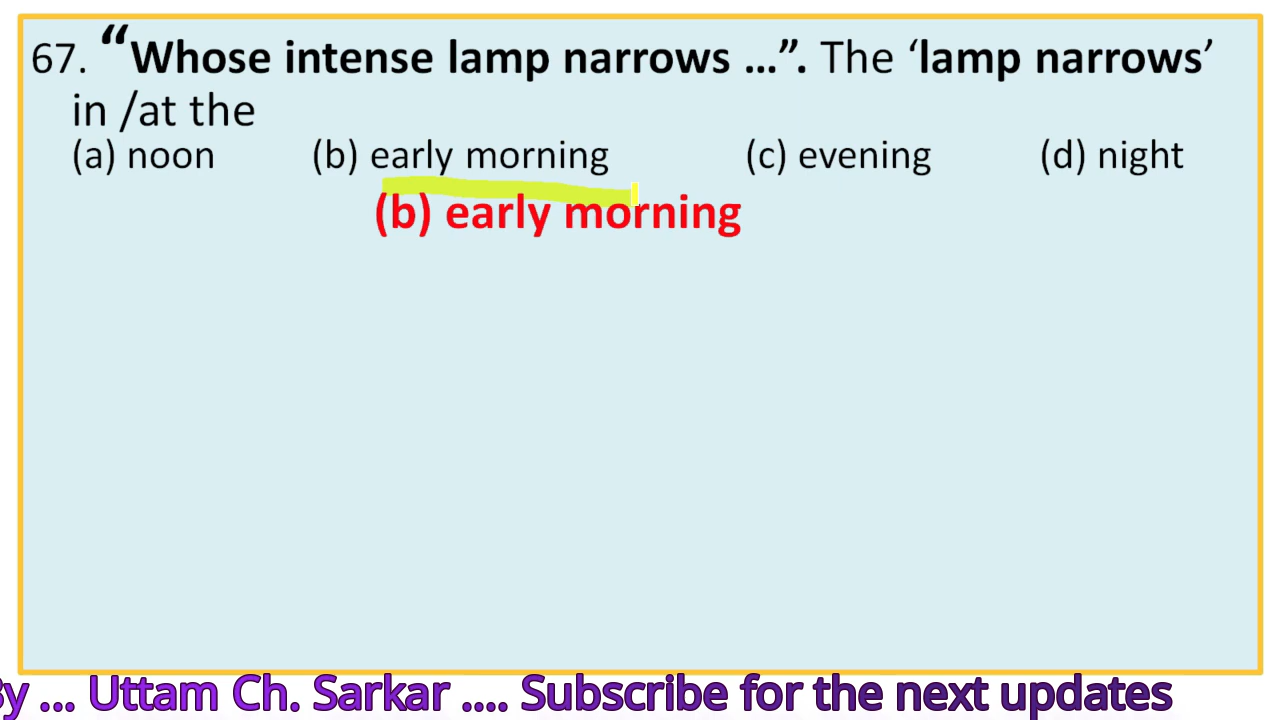 67. “Whose intense lamp narrows ...”. The ‘lamp narrows’
in /at the
(a) noon (b) early morning (c) evening (d) night
(b) early morning
By ... Uttam Ch. Sarkar .... Subscribe for the next updates